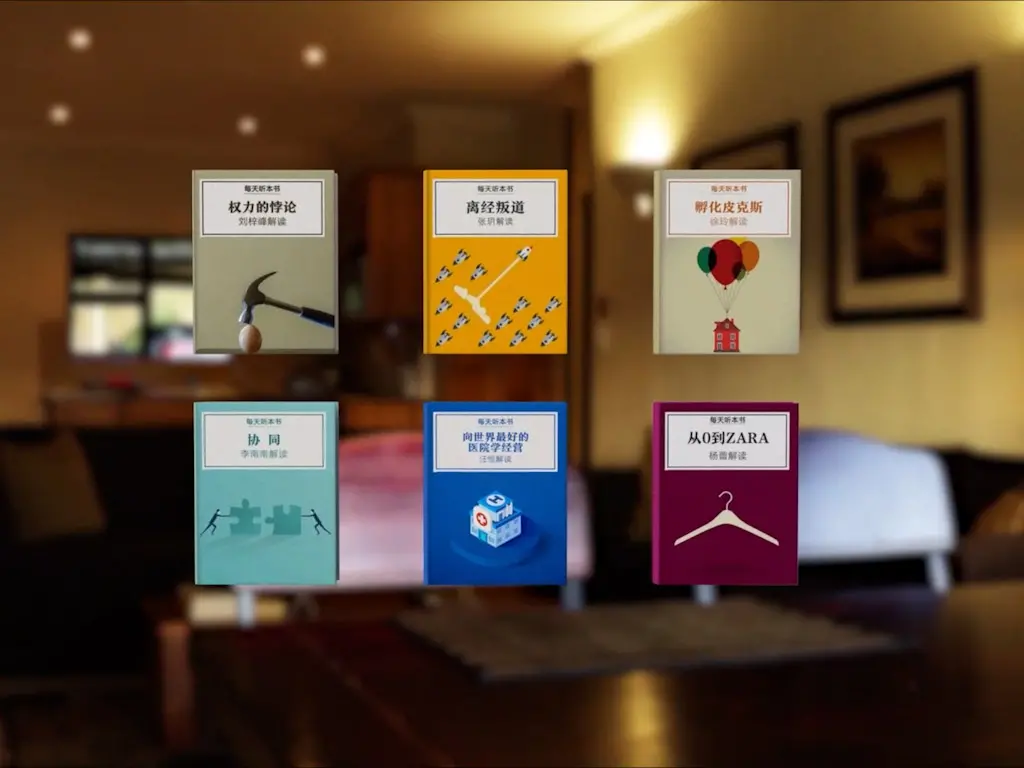 每天听本书
权力的悖论
刘梓峰解读
每天听本书
离经叛道
张玥解读
每天听本书
孵化皮克斯
徐玲解读
每天听本书
协 同
李南南解读
每天听本书
向世界最好的
医院学经营
汪恒解读
每天听本书
从0到ZARA
杨蕾解读